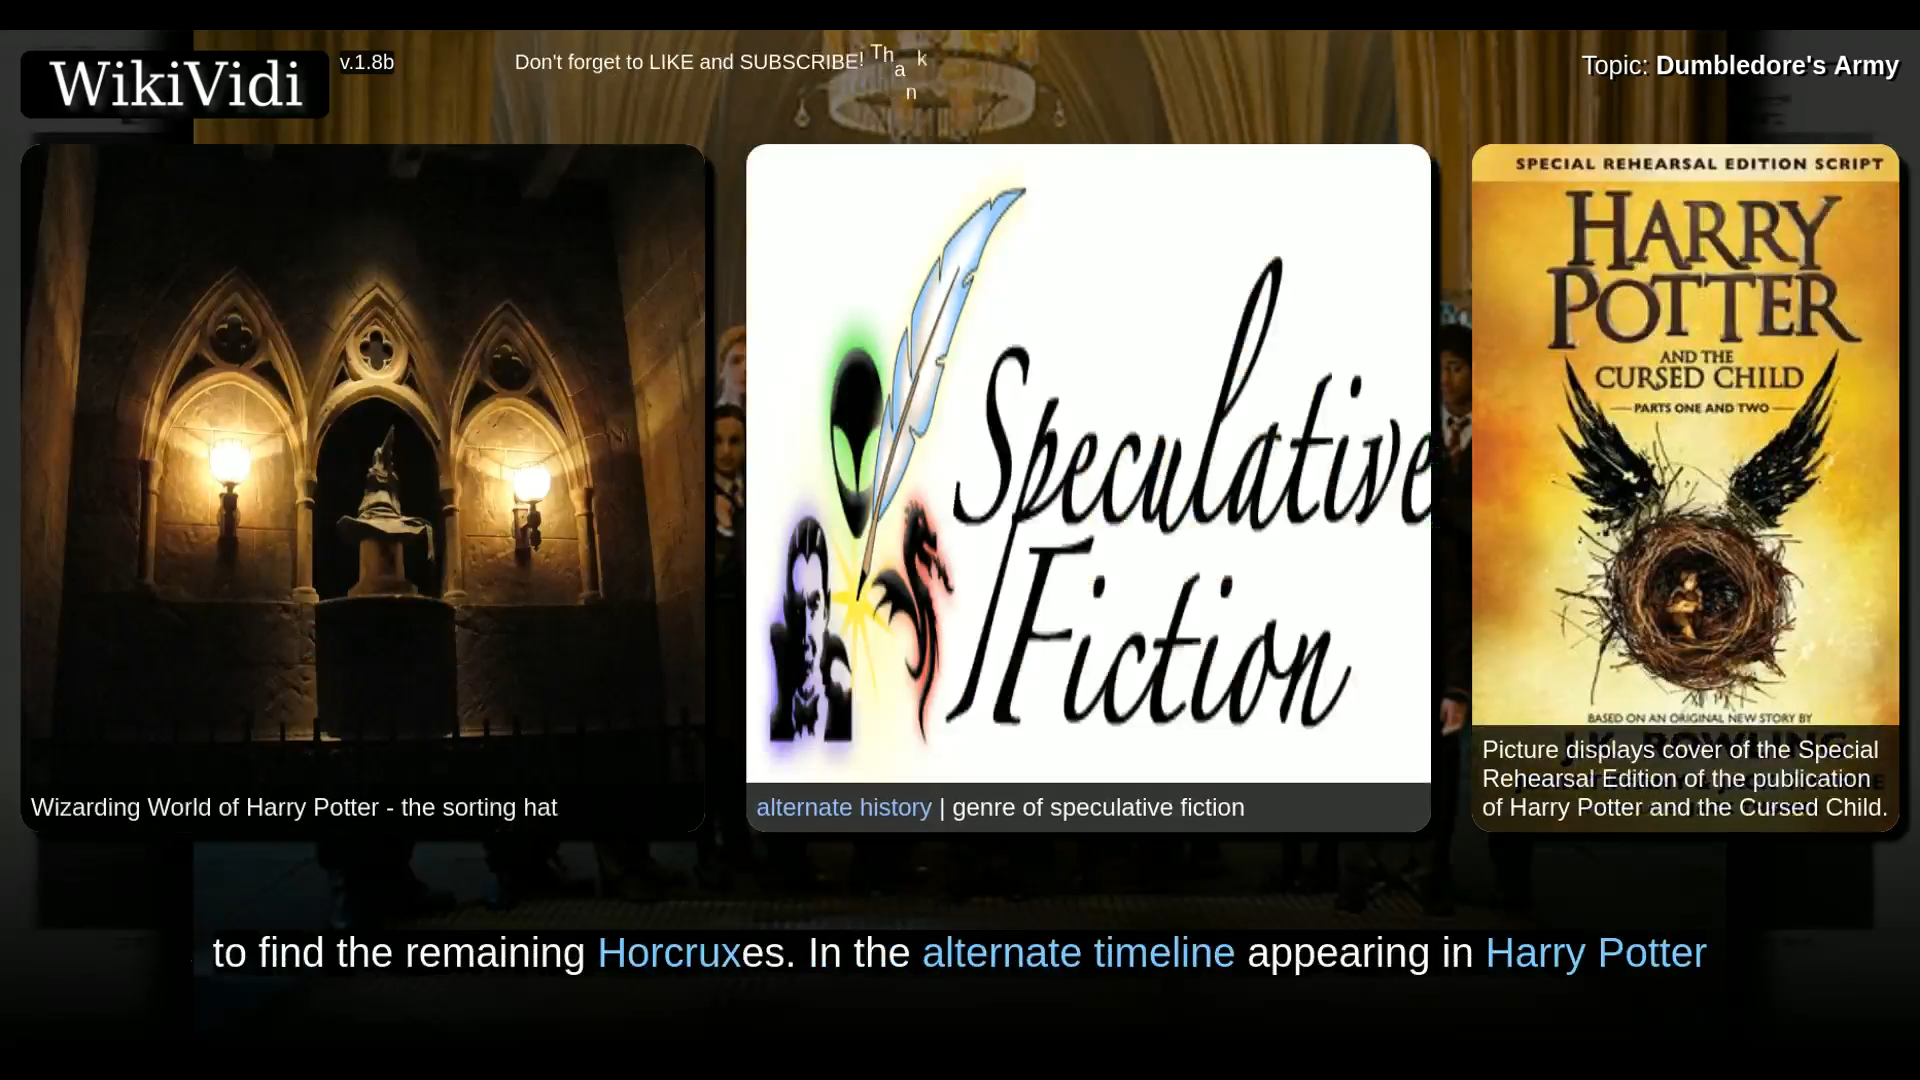 WikiVidi
v.1.8b
Don't forget to LIKE and SUBSCRIBE! Thank
Topic: Dumbledore's Army
Wizarding World of Harry Potter - the sorting hat
Speculative
Fiction
alternate history | genre of speculative fiction
SPECIAL REHEARSAL EDITION SCRIPT
HARRY
POTTER
AND THE
CURSED CHILD
PARTS ONE AND TWO
BASED ON AN ORIGINAL NEW STORY BY
J.K. ROWLING
Picture displays cover of the Special
Rehearsal Edition of the publication
of Harry Potter and the Cursed Child.
to find the remaining Horcruxes. In the alternate timeline appearing in Harry Potter